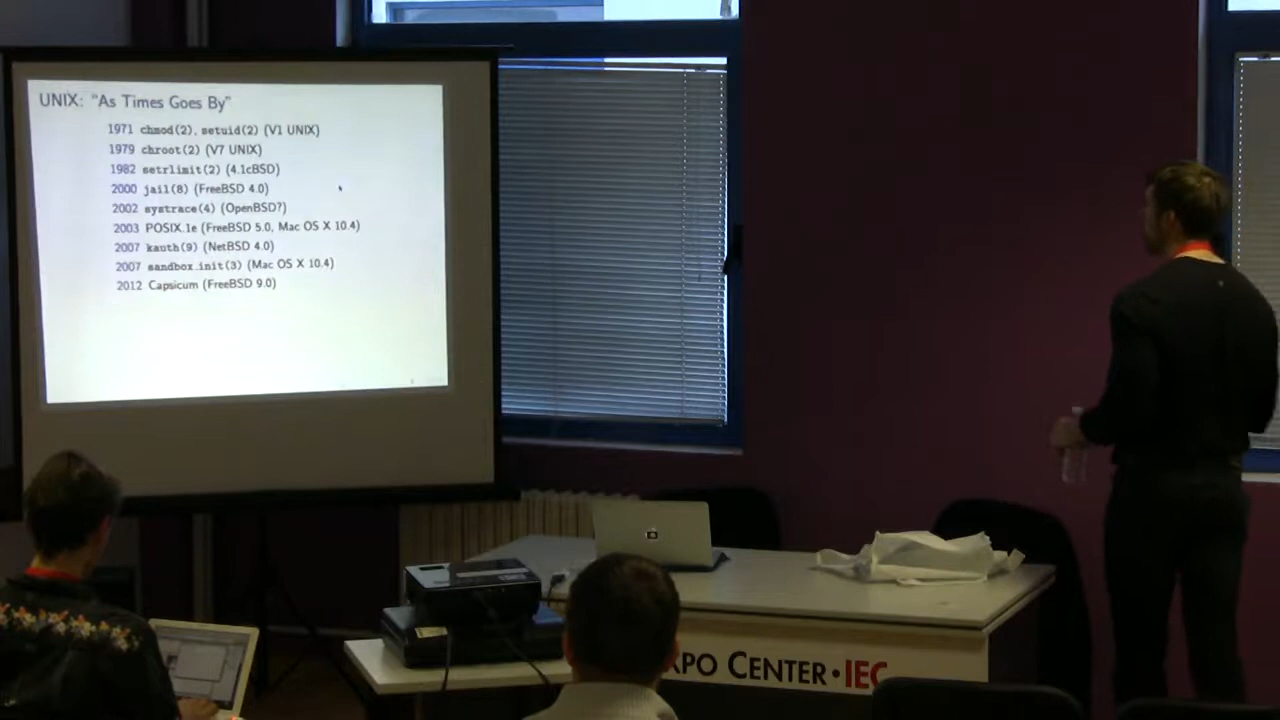 UNIX: "As Times Goes By"
1971 chmod(2), setuid(2) (V1 UNIX)
1979 chroot(2) (V7 UNIX)
1982 setrlimit(2) (4.1cBSD)
2000 jail(8) (FreeBSD 4.0)
2002 systrace(4) (OpenBSD?)
2003 POSIX.1e (FreeBSD 5.0, Mac OS X 10.4)
2007 kauth(9) (NetBSD 4.0)
2007 sandbox_init(3) (Mac OS X 10.4)
2012 Capsicum (FreeBSD 9.0)
XPO CENTER · IEC